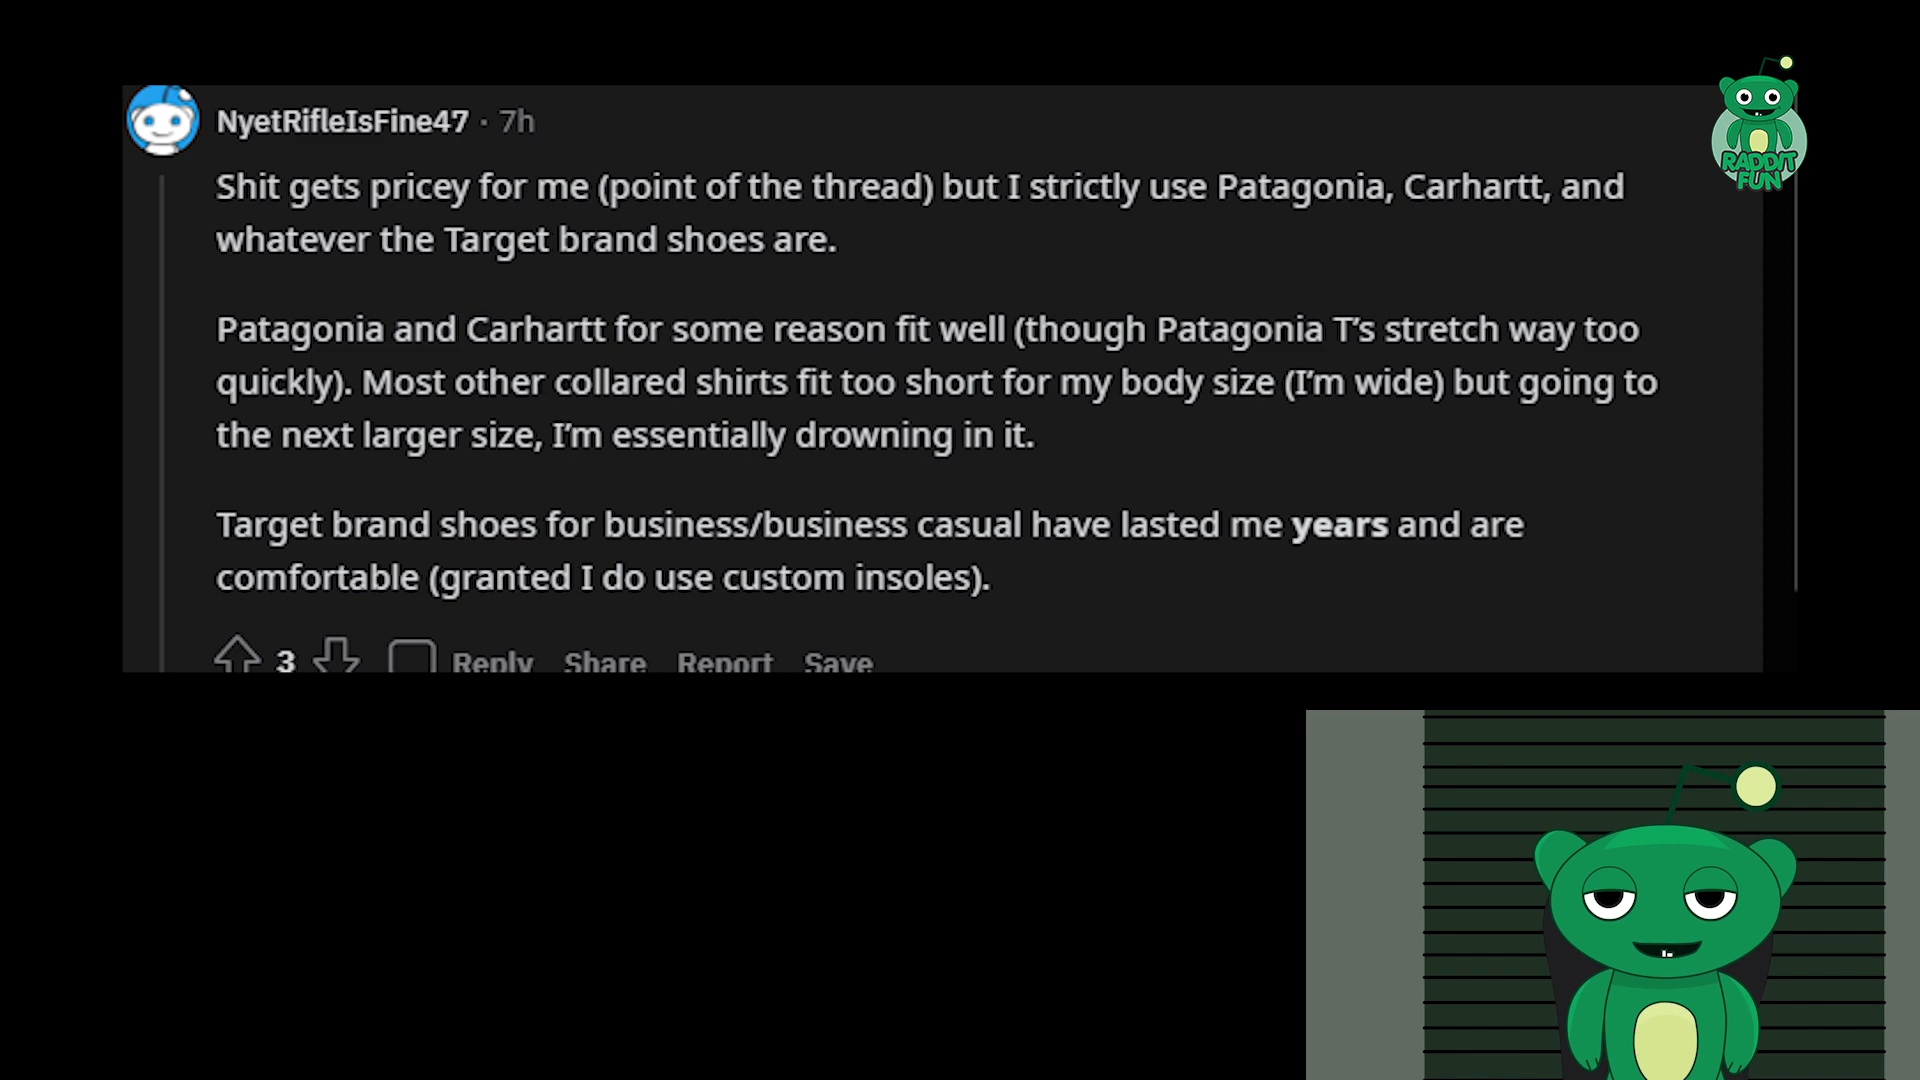 NyetRifleIsFine47 · 7h
Shit gets pricey for me (point of the thread) but I strictly use Patagonia, Carhartt, and
whatever the Target brand shoes are.
Patagonia and Carhartt for some reason fit well (though Patagonia T's stretch way too
quickly). Most other collared shirts fit too short for my body size (I'm wide) but going to
the next larger size, I'm essentially drowning in it.
Target brand shoes for business/business casual have lasted me years and are
comfortable (granted I do use custom insoles).
3 Reply Share Report Save
RADDIT
FUN